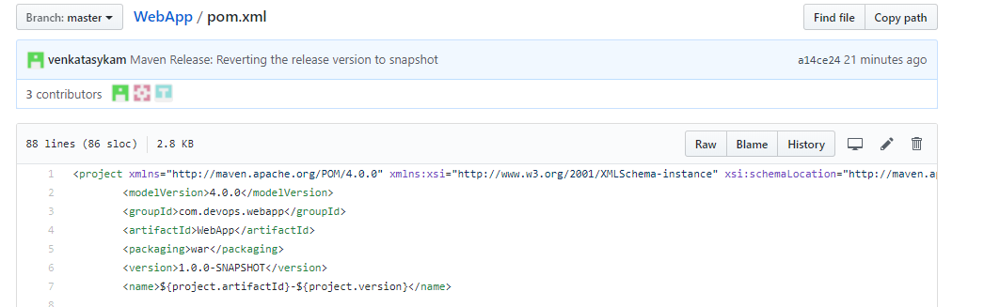 Branch: master WebApp / pom.xml Find file Copy path
venkatasykam Maven Release: Reverting the release version to snapshot a14ce24 21 minutes ago
3 contributors
88 lines (86 sloc) 2.8 KB Raw Blame History
1 <project xmlns="http://maven.apache.org/POM/4.0.0" xmlns:xsi="http://www.w3.org/2001/XMLSchema-instance" xsi:schemaLocation="http://maven.ap
2 <modelVersion>4.0.0</modelVersion>
3 <groupId>com.devops.webapp</groupId>
4 <artifactId>WebApp</artifactId>
5 <packaging>war</packaging>
6 <version>1.0.0-SNAPSHOT</version>
7 <name>${project.artifactId}-${project.version}</name>
8